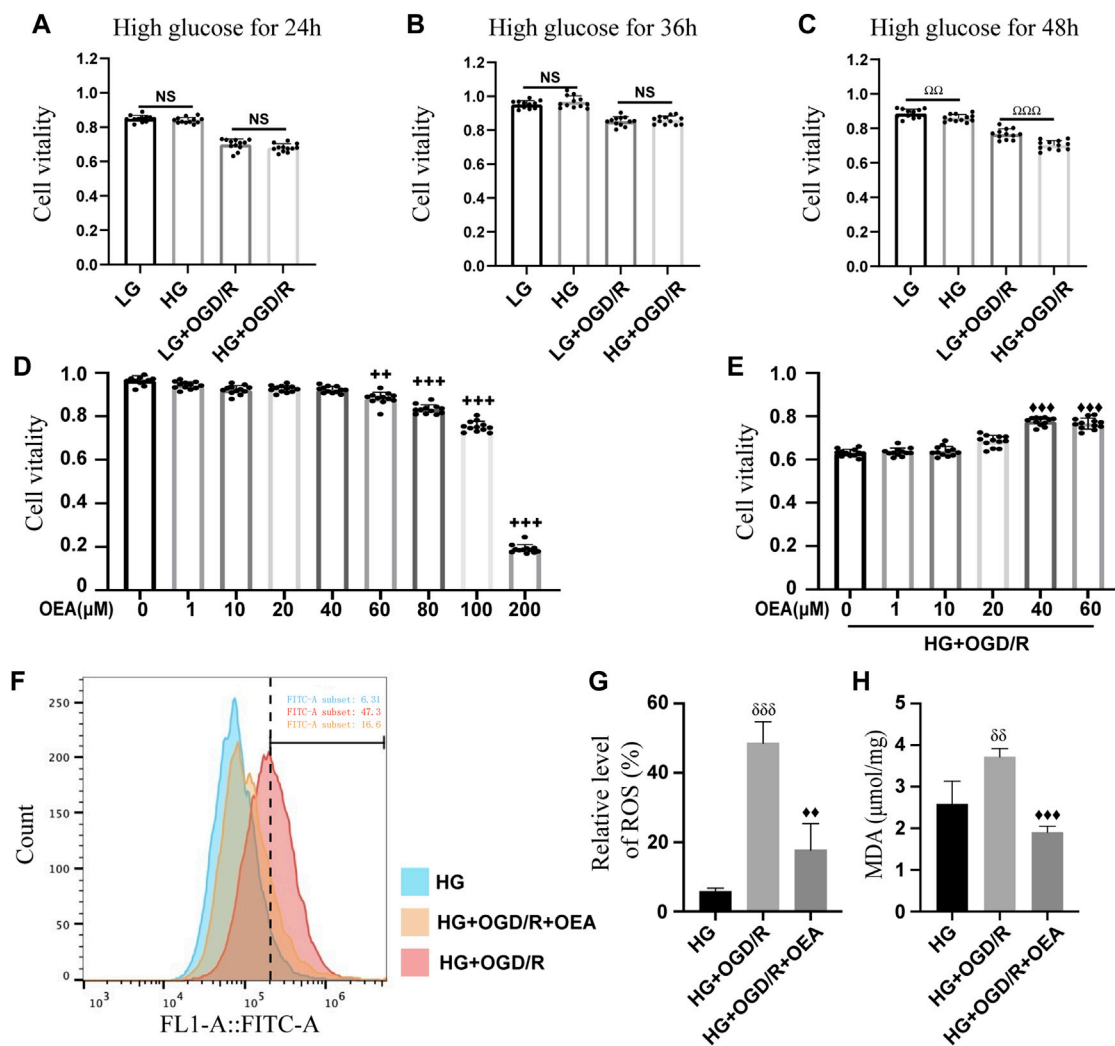 A High glucose for 24h
Cell vitality
1.2
1.0
0.8
0.6
0.4
0.2
0.0
NS
NS
LG
HG
LG+OGD/R
HG+OGD/R
B High glucose for 36h
Cell vitality
1.2
1.0
0.8
0.6
0.4
0.2
0.0
NS
NS
LG
HG
LG+OGD/R
HG+OGD/R
C High glucose for 48h
Cell vitality
1.2
1.0
0.8
0.6
0.4
0.2
0.0
ΩΩ
ΩΩΩ
LG
HG
LG+OGD/R
HG+OGD/R
D
Cell vitality
1.0
0.8
0.6
0.4
0.2
0
++
+++
+++
+++
OEA(μM) 0 1 10 20 40 60 80 100 200
E
Cell vitality
1.0
0.8
0.6
0.4
0.2
0
♦♦♦ ♦♦♦
OEA(μM) 0 1 10 20 40 60
HG+OGD/R
F
Count
250
200
150
100
50
0
FITC-A subset: 6.31
FITC-A subset: 47.3
FITC-A subset: 16.6
10³ 10⁴ 10⁵ 10⁶
FL1-A::FITC-A
HG
HG+OGD/R+OEA
HG+OGD/R
G
Relative level
of ROS (%)
60
40
20
0
δδδ
♦♦
HG
HG+OGD/R
HG+OGD/R+OEA
H
MDA (μmol/mg)
5
4
3
2
1
0
δδ
♦♦♦
HG
HG+OGD/R
HG+OGD/R+OEA